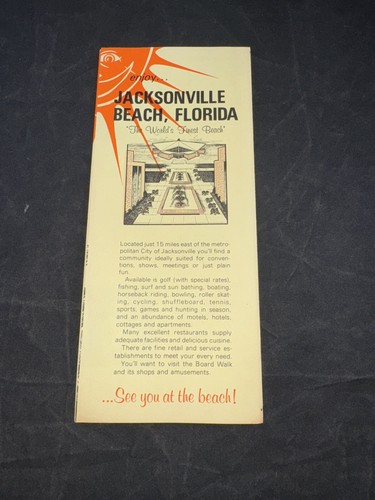 enjoy...
JACKSONVILLE
BEACH, FLORIDA
"The World's Finest Beach"
Located just 15 miles east of the metro-
politan City of Jacksonville you'll find a
community ideally suited for conven-
tions, shows, meetings or just plain
fun.
Available is golf (with special rates),
fishing, surf and sun bathing, boating,
horseback riding, bowling, roller skat-
ing, cycling, shuffleboard, tennis,
sports, games and hunting in season,
and an abundance of motels, hotels,
cottages and apartments.
Many excellent restaurants supply
adequate facilities and delicious cuisine.
There are fine retail and service es-
tablishments to meet your every need.
You'll want to visit the Board Walk
and its shops and amusements.
...See you at the beach!